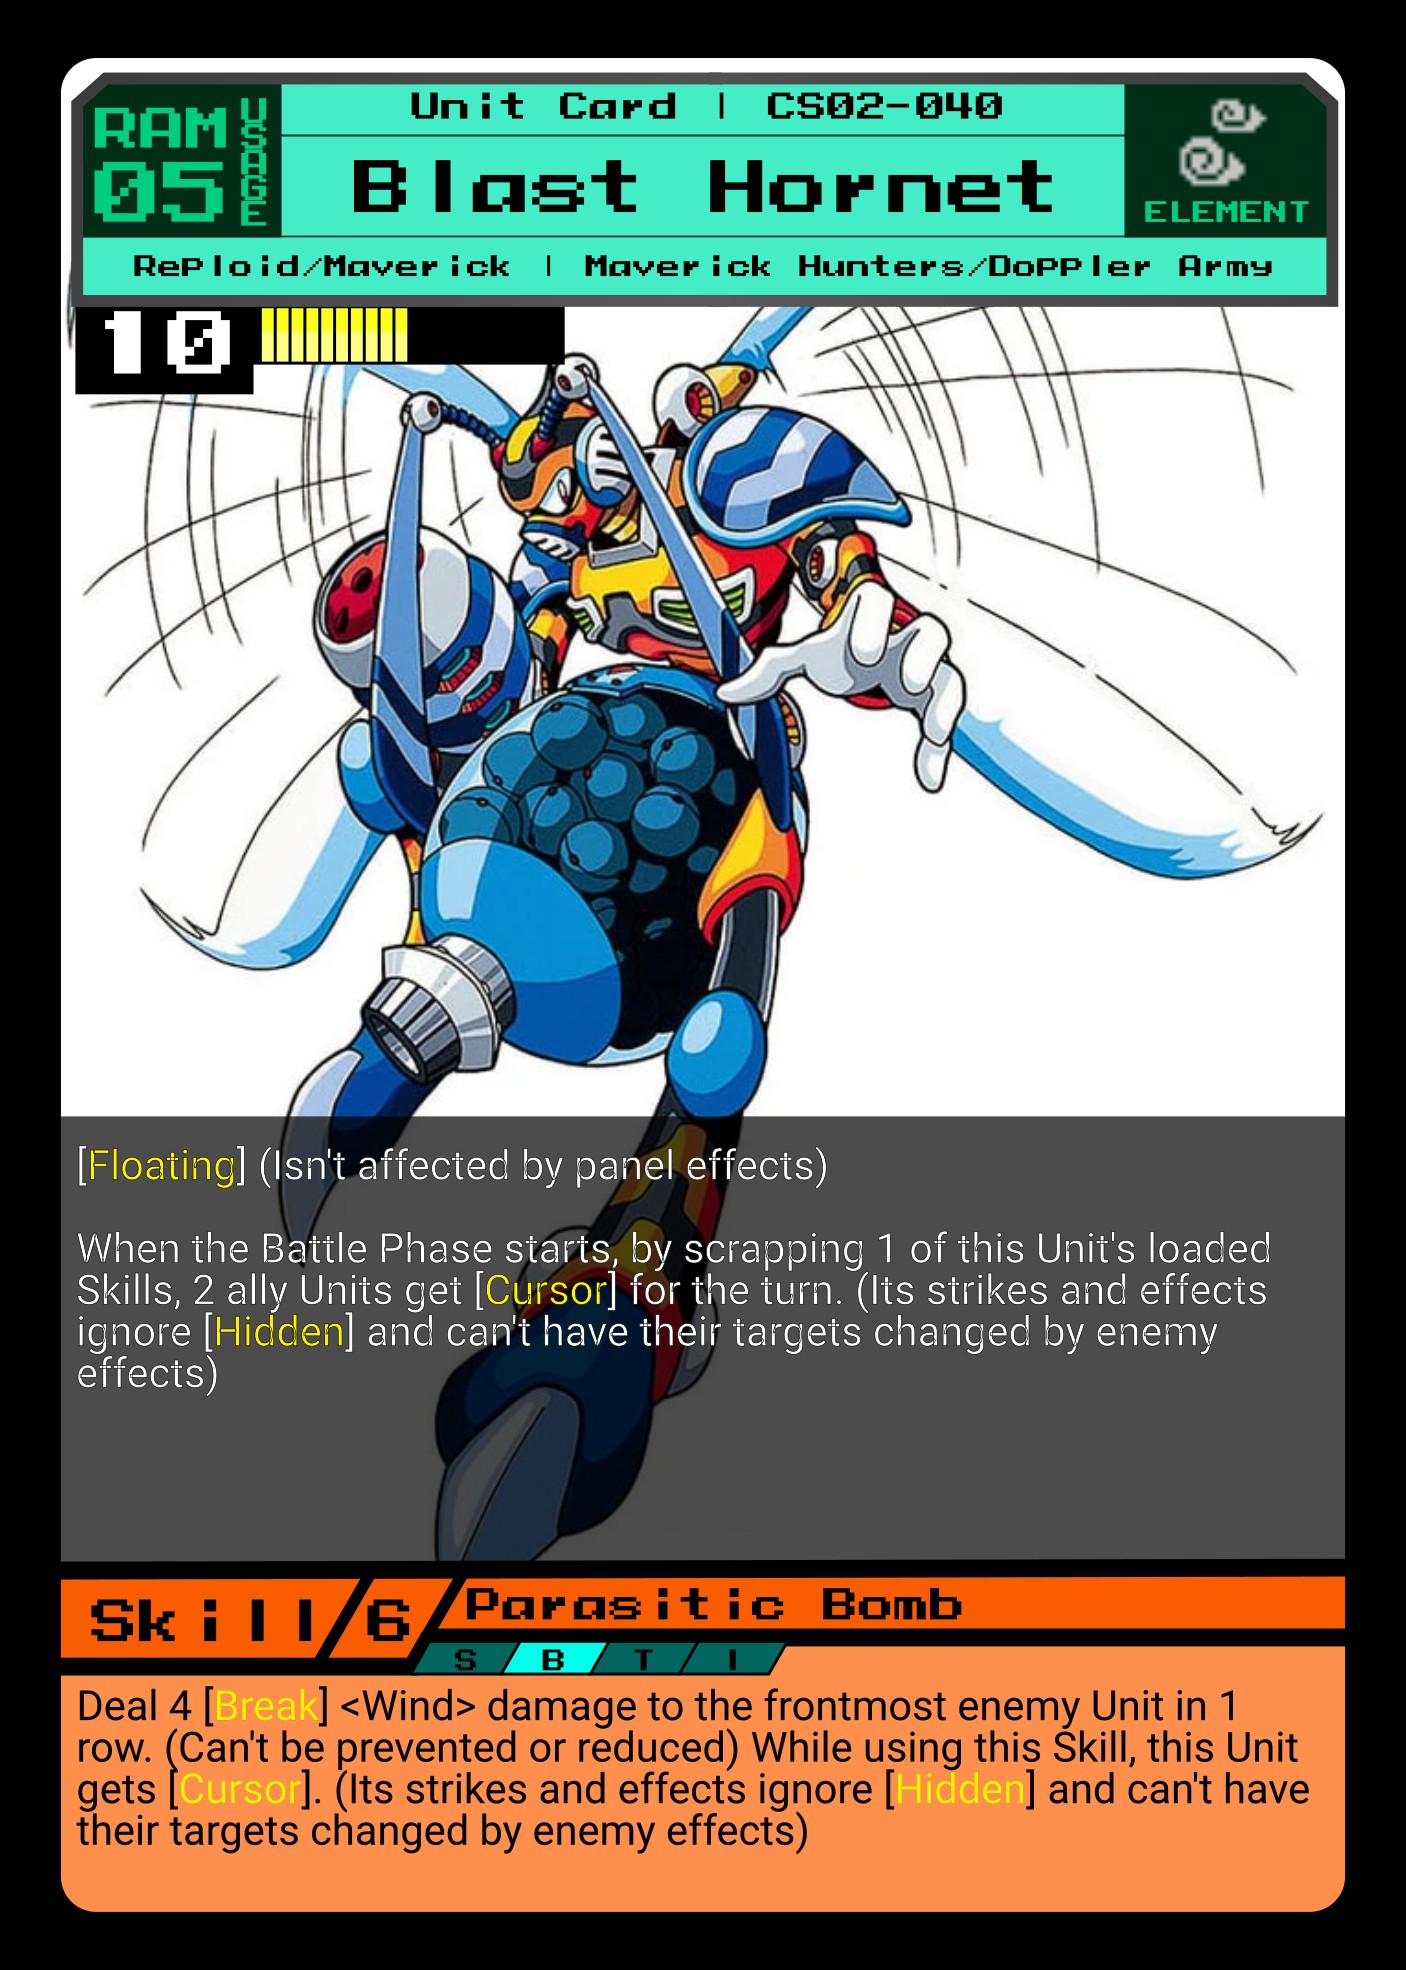 RAM
USAGE
05
Unit Card | CS02-040
Blast Hornet
ELEMENT
Reploid/Maverick | Maverick Hunters/Doppler Army
10
[Floating] (Isn't affected by panel effects)
When the Battle Phase starts, by scrapping 1 of this Unit's loaded
Skills, 2 ally Units get [Cursor] for the turn. (Its strikes and effects
ignore [Hidden] and can't have their targets changed by enemy
effects)
Skill/6/Parasitic Bomb
S B T I
Deal 4 [Break] <Wind> damage to the frontmost enemy Unit in 1
row. (Can't be prevented or reduced) While using this Skill, this Unit
gets [Cursor]. (Its strikes and effects ignore [Hidden] and can't have
their targets changed by enemy effects)